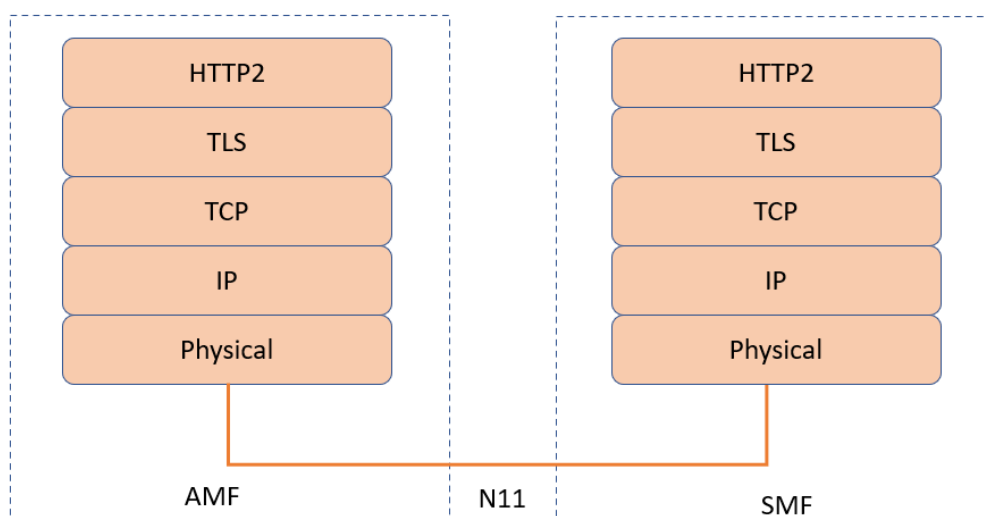 HTTP2
TLS
TCP
IP
Physical
AMF
N11
HTTP2
TLS
TCP
IP
Physical
SMF